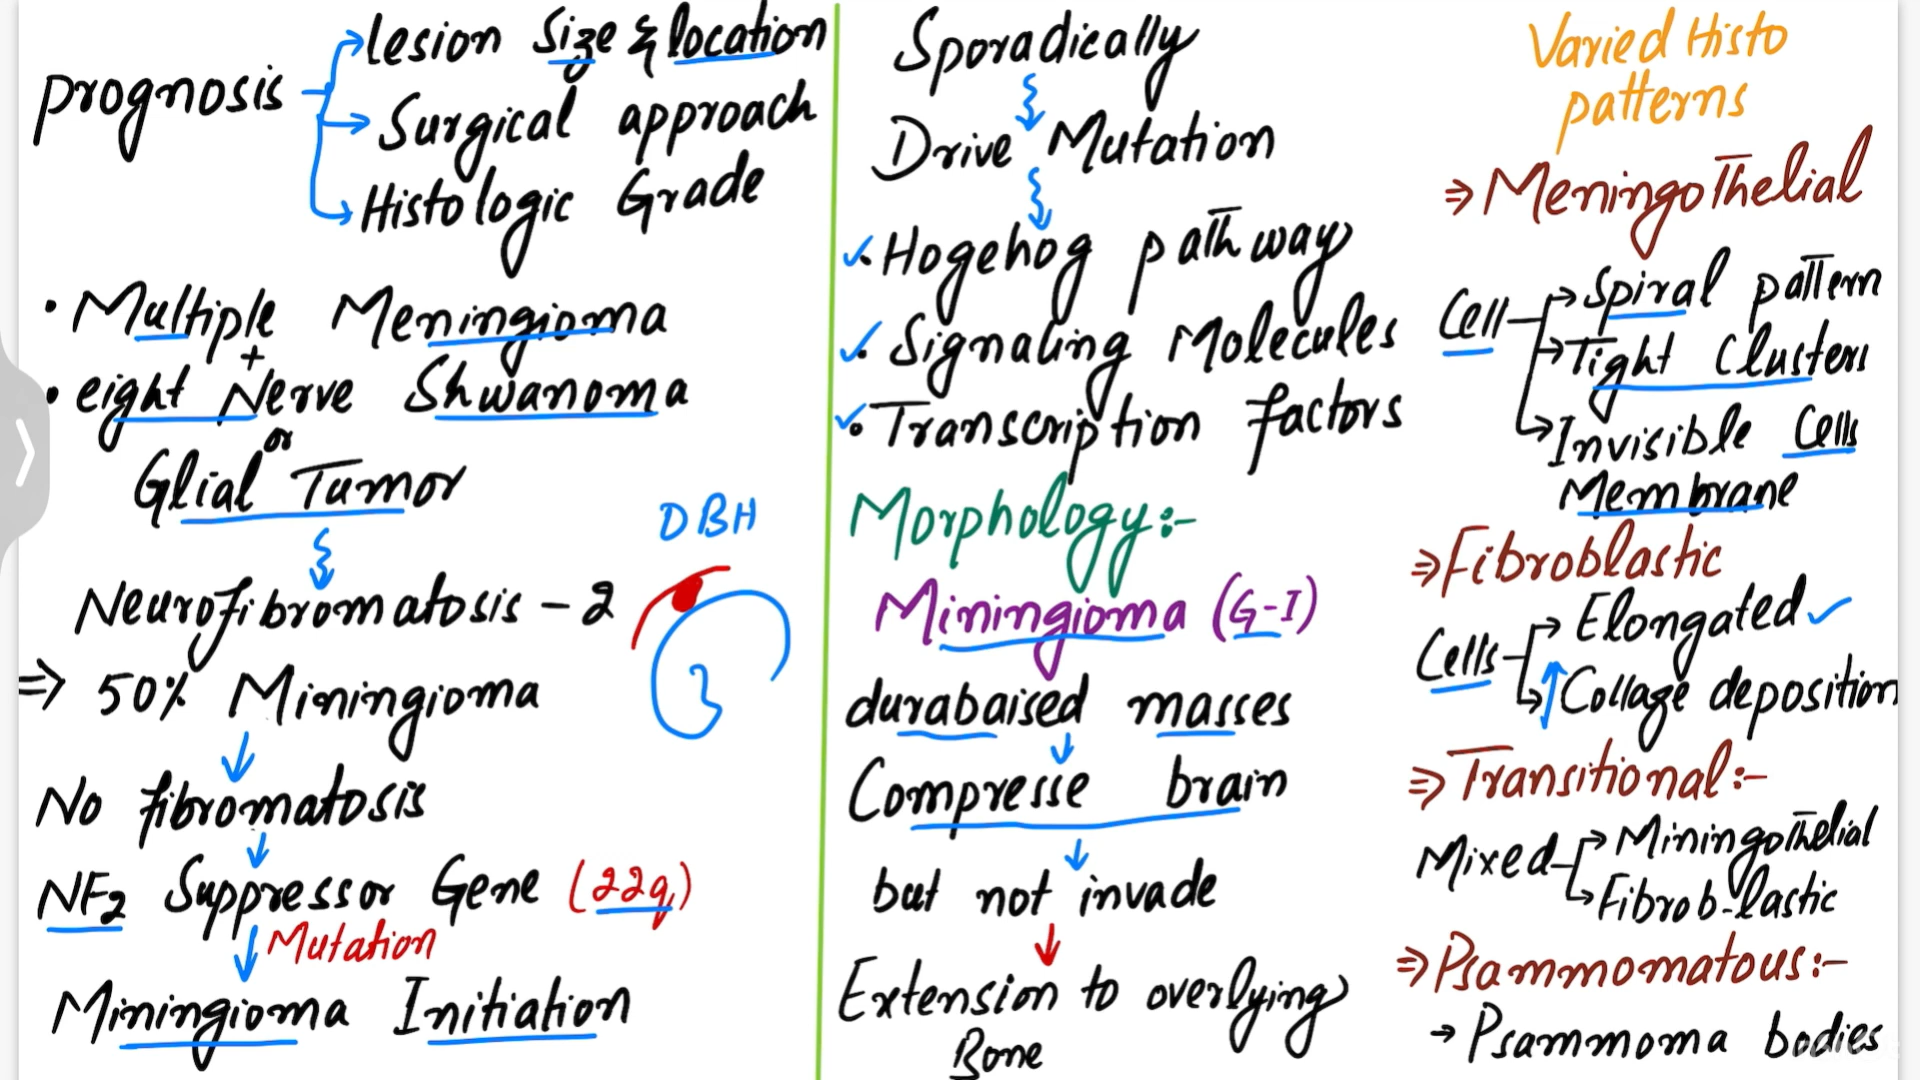 prognosis
Lesion Size & location
Surgical approach
Histologic Grade
• Multiple Meningioma
+
• eight Nerve Shwanoma
or
Glial Tumor
DBH
Neurofibromatosis - 2
⇒ 50% Miningioma
No fibromatosis
NF2 Suppressor Gene (22q)
Mutation
Miningioma Initiation
Sporadically
Drive Mutation
✓• Hogehog pathway
✓• Signaling Molecules
✓• Transcription factors
Morphology:-
Miningioma (G-I)
durabaised masses
Compresse brain
but not invade
Extension to overlying
Bone
Varied Histo
patterns
⇒ Meningothelial
Cell → Spiral pattern
→ Tight Clusters
→ Invisible Cells
Membrane
⇒ Fibroblastic
Cells → Elongated ✓
→ ↑ Collage deposition
⇒ Transitional:-
Mixed → Miningothelial
→ Fibrob-lastic
⇒ Psammomatous:-
→ Psammoma bodies